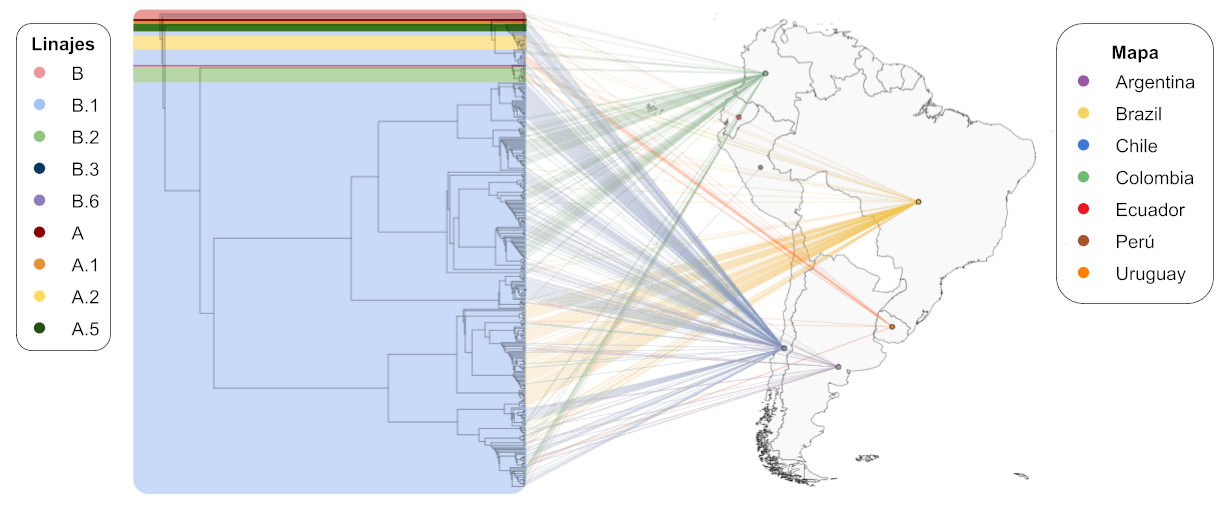 Linajes
B
B.1
B.2
B.3
B.6
A
A.1
A.2
A.5
Mapa
Argentina
Brazil
Chile
Colombia
Ecuador
Perú
Uruguay